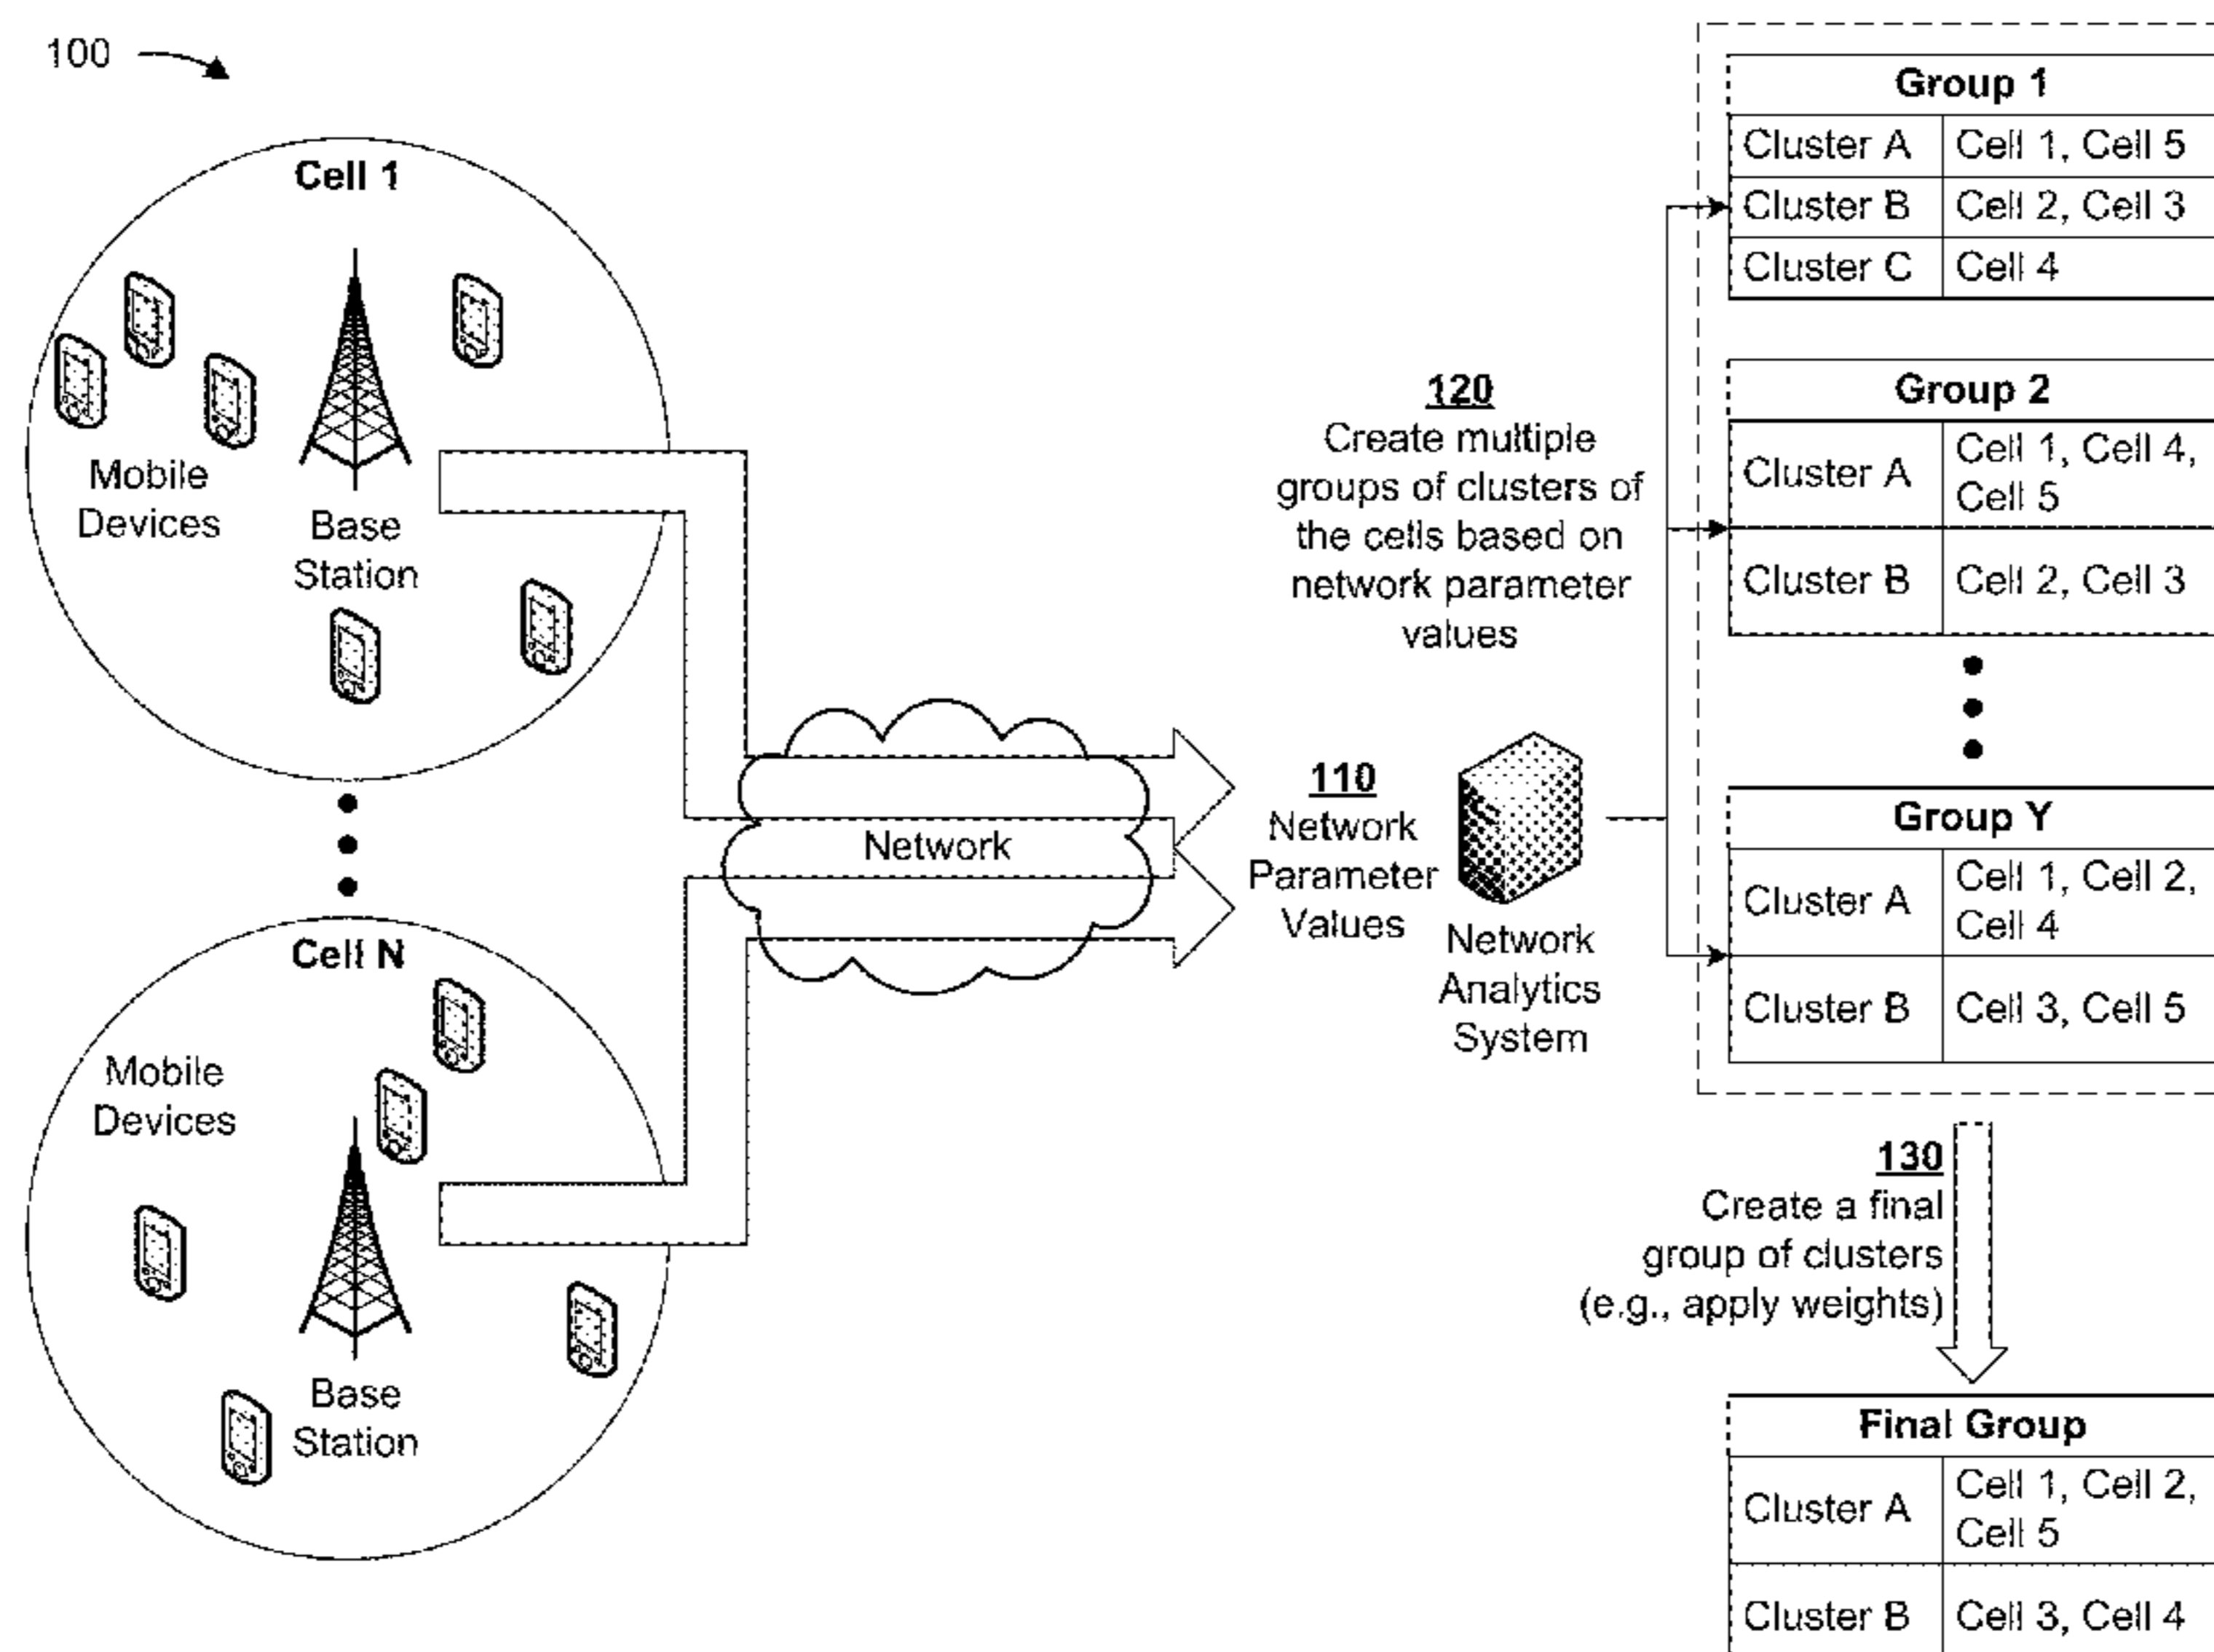 100
Cell 1
Mobile
Devices
Base
Station
Cell N
Mobile
Devices
Base
Station
Network
110
Network
Parameter
Values
Network
Analytics
System
120
Create multiple
groups of clusters of
the cells based on
network parameter
values
Group 1
Cluster A Cell 1, Cell 5
Cluster B Cell 2, Cell 3
Cluster C Cell 4
Group 2
Cluster A Cell 1, Cell 4,
Cell 5
Cluster B Cell 2, Cell 3
Group Y
Cluster A Cell 1, Cell 2,
Cell 4
Cluster B Cell 3, Cell 5
130
Create a final
group of clusters
(e.g., apply weights)
Final Group
Cluster A Cell 1, Cell 2,
Cell 5
Cluster B Cell 3, Cell 4